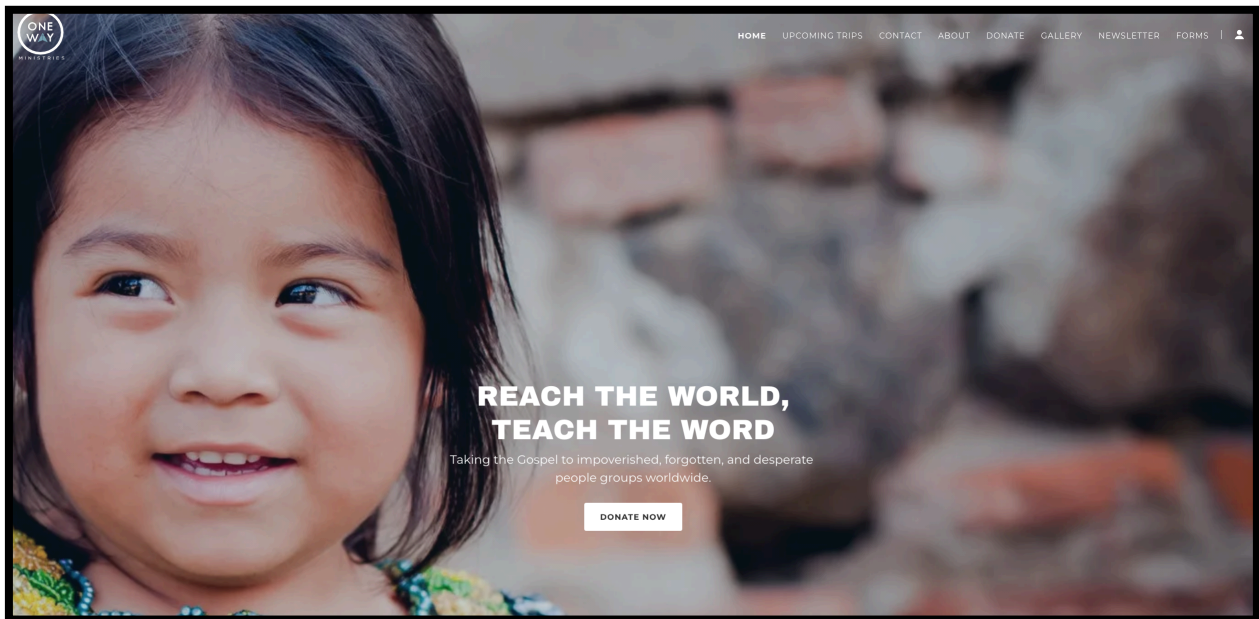 ONE
WAY
MINISTRIES
HOME UPCOMING TRIPS CONTACT ABOUT DONATE GALLERY NEWSLETTER FORMS |
REACH THE WORLD,
TEACH THE WORD
Taking the Gospel to impoverished, forgotten, and desperate
people groups worldwide.
DONATE NOW